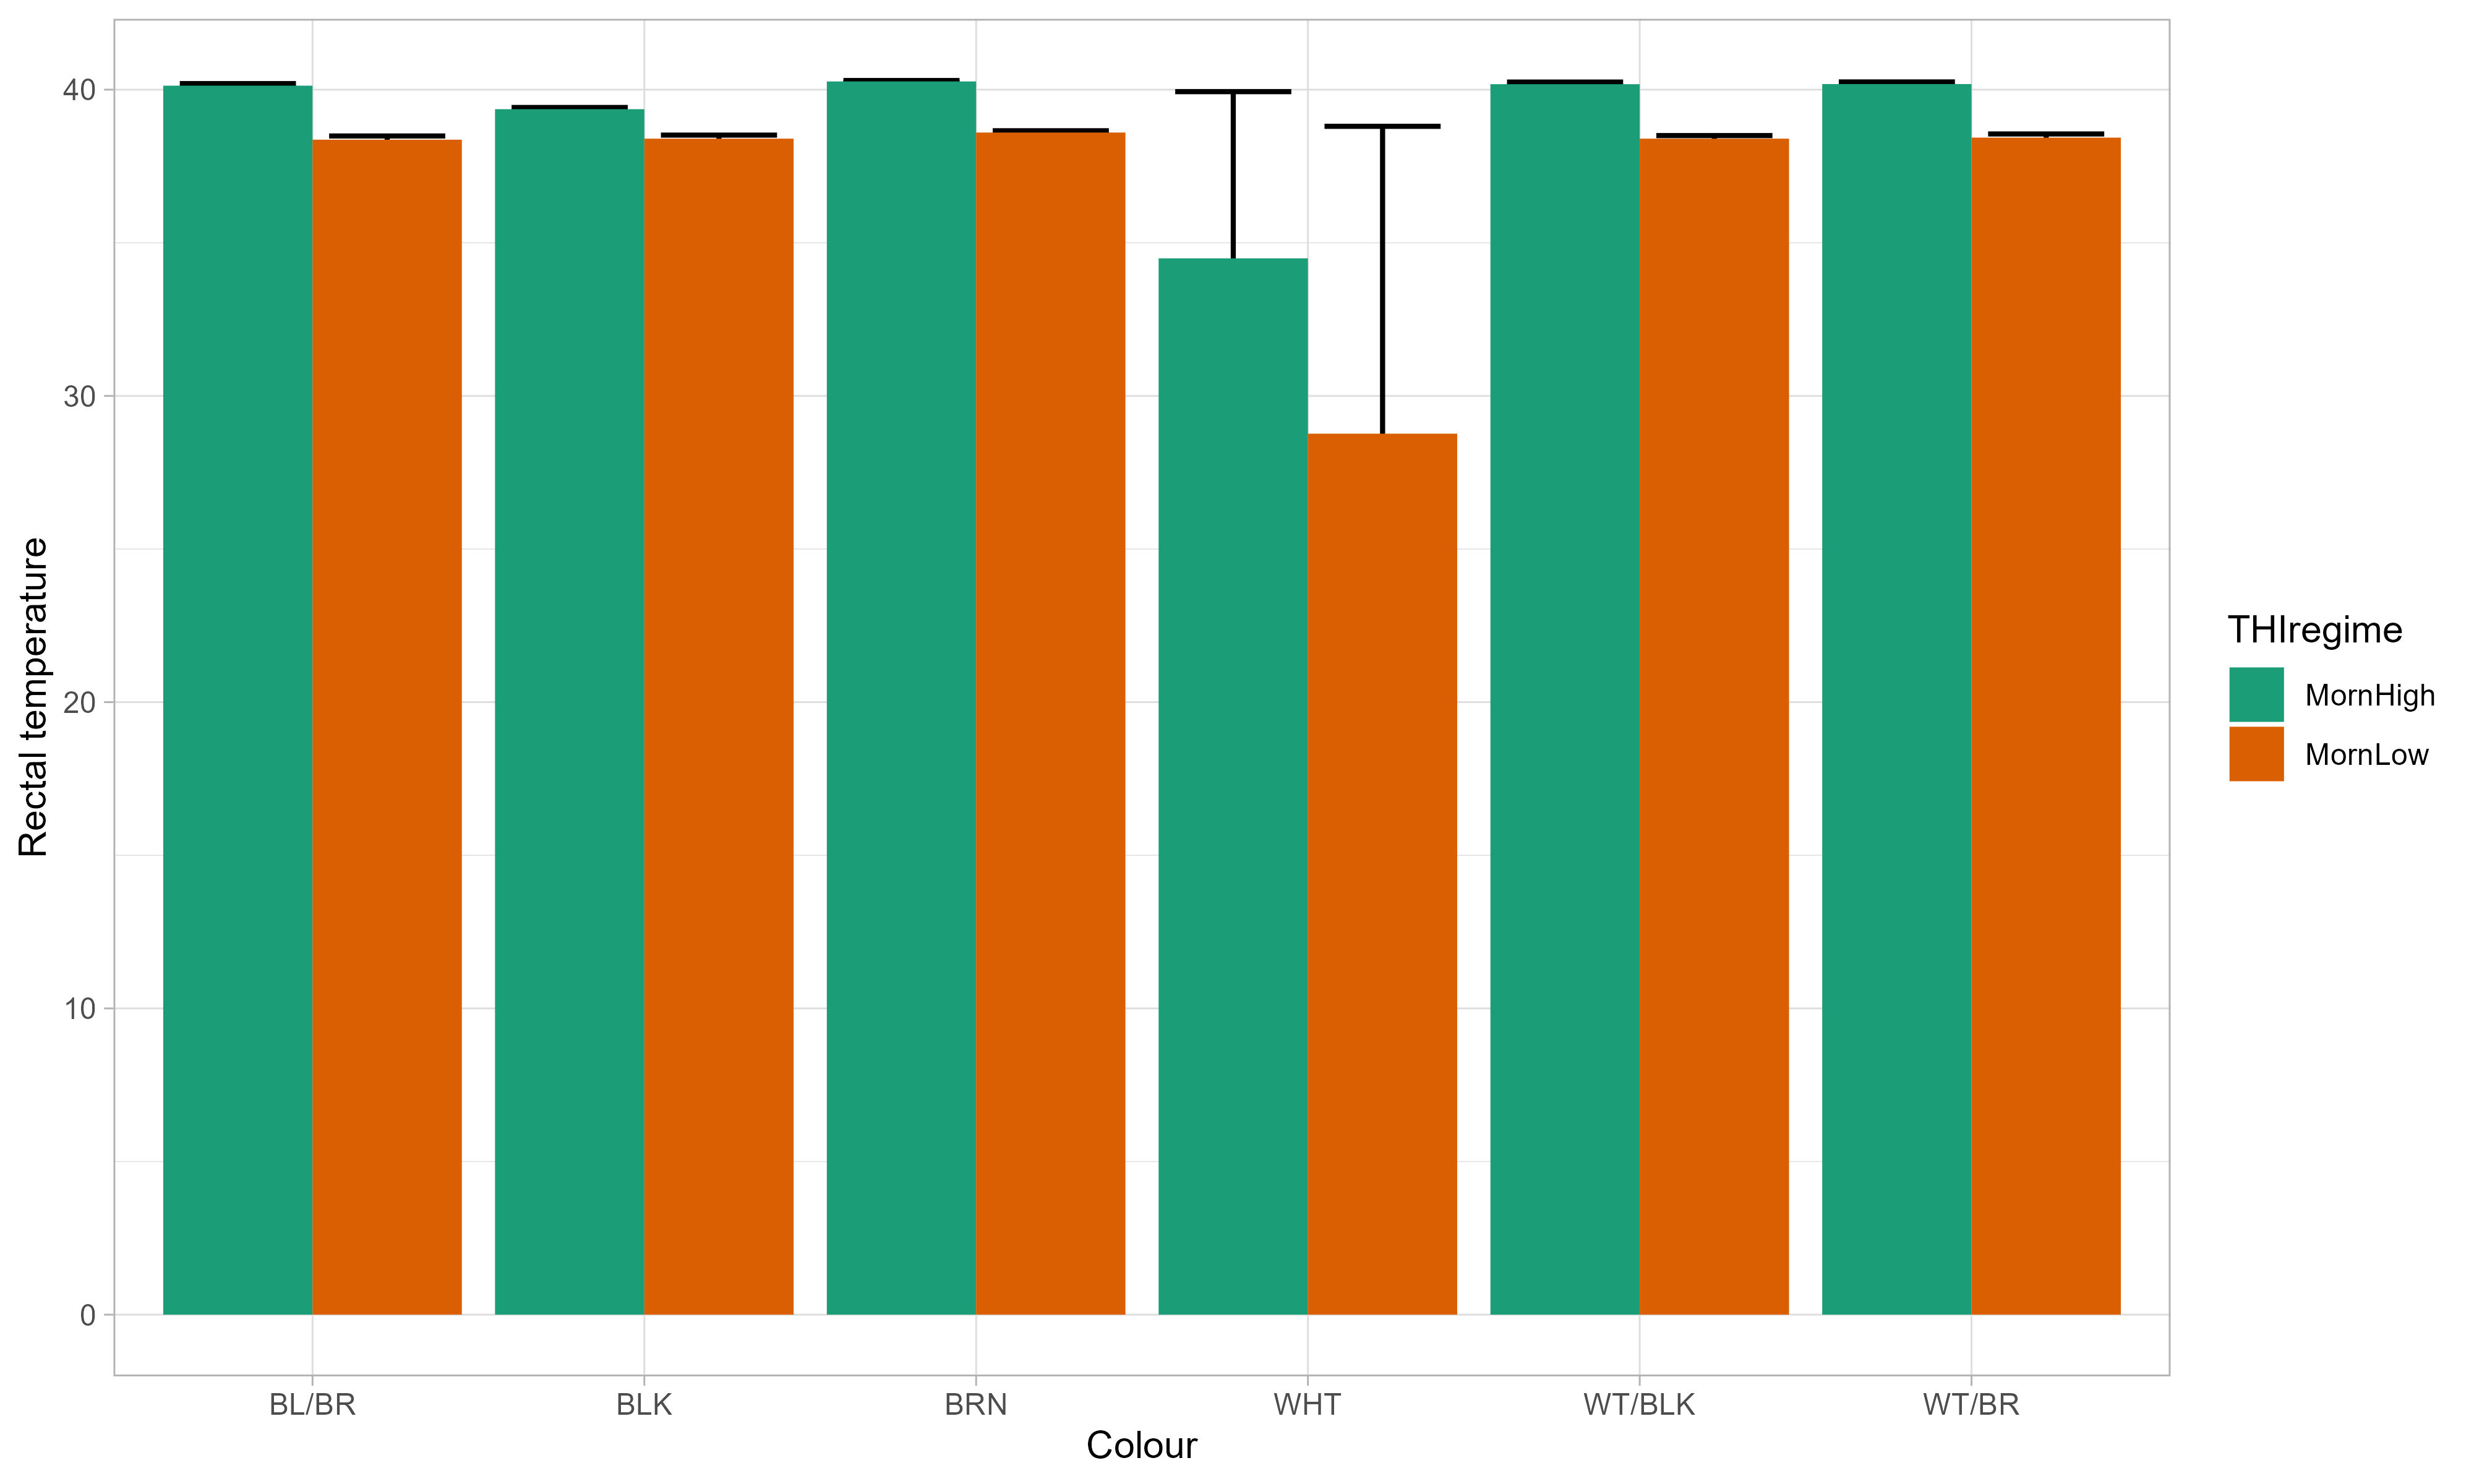 Rectal temperature
40
30
20
10
0
BL/BR
BLK
BRN
WHT
WT/BLK
WT/BR
Colour
THIregime
MornHigh
MornLow